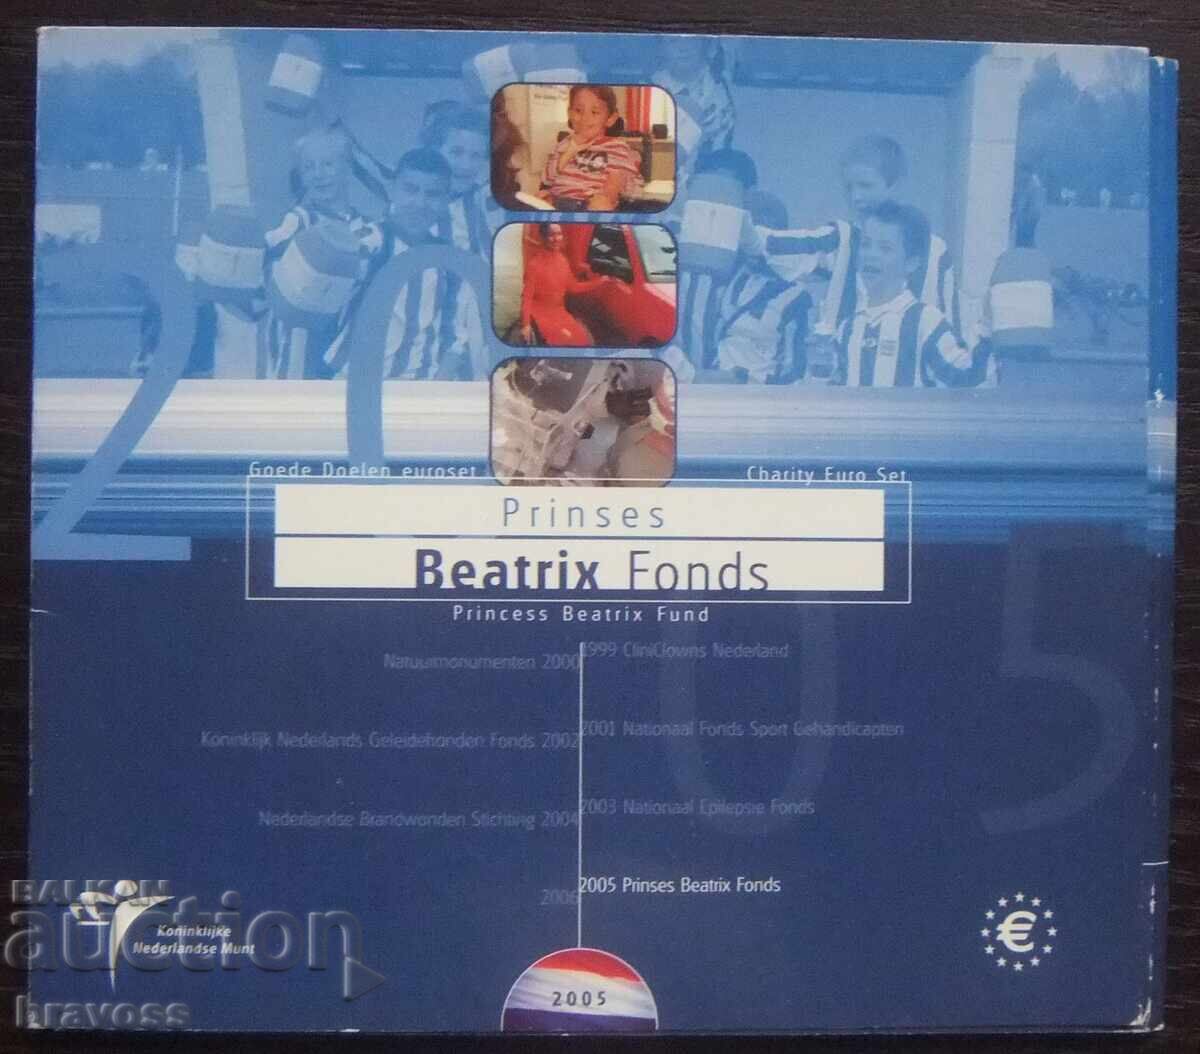 Goede Doelen euroset
Charity Euro Set
Prinses
Beatrix Fonds
Princess Beatrix Fund
1999 CliniClowns Nederland
Natuurmonumenten 2000
2001 Nationaal Fonds Sport Gehandicapten
Koninklijk Nederlands Geleidehonden Fonds 2002
2003 Nationaal Epilepsie Fonds
Nederlandse Brandwonden Stichting 2004
2005 Prinses Beatrix Fonds
2006
BALKAN
auction
Koninklijke
Nederlandse Munt
€
2005
bravoss
2005